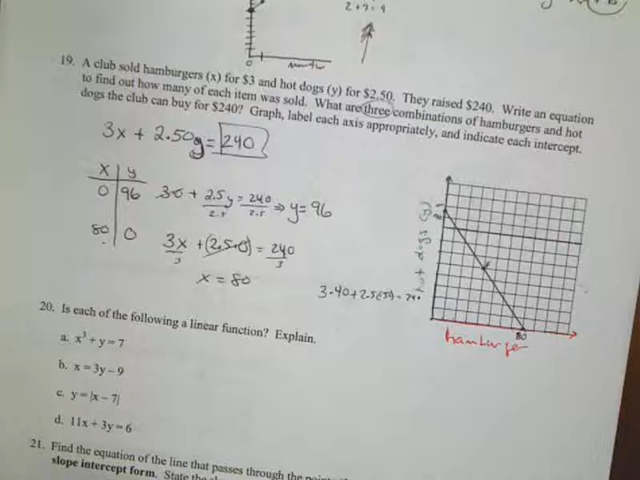 2+7=9
19. A club sold hamburgers (x) for $3 and hot dogs (y) for $2.50. They raised $240. Write an equation
to find out how many of each item was sold. What are three combinations of hamburgers and hot
dogs the club can buy for $240? Graph, label each axis appropriately, and indicate each intercept.
3x + 2.50y = 240
x y
0 96 3·0 + 2.5y = 240 ⇒ y = 96
2.5 2.5
80 0 3x + (2.5·0) = 240
3 3
x = 80
3·40+2.5(
dogs (y)
80
hamburger
20. Is each of the following a linear function? Explain.
a. x³ + y = 7
b. x = 3y – 9
c. y = |x – 7|
d. 11x + 3y = 6
21. Find the equation of the line that passes through the
slope intercept form. State the